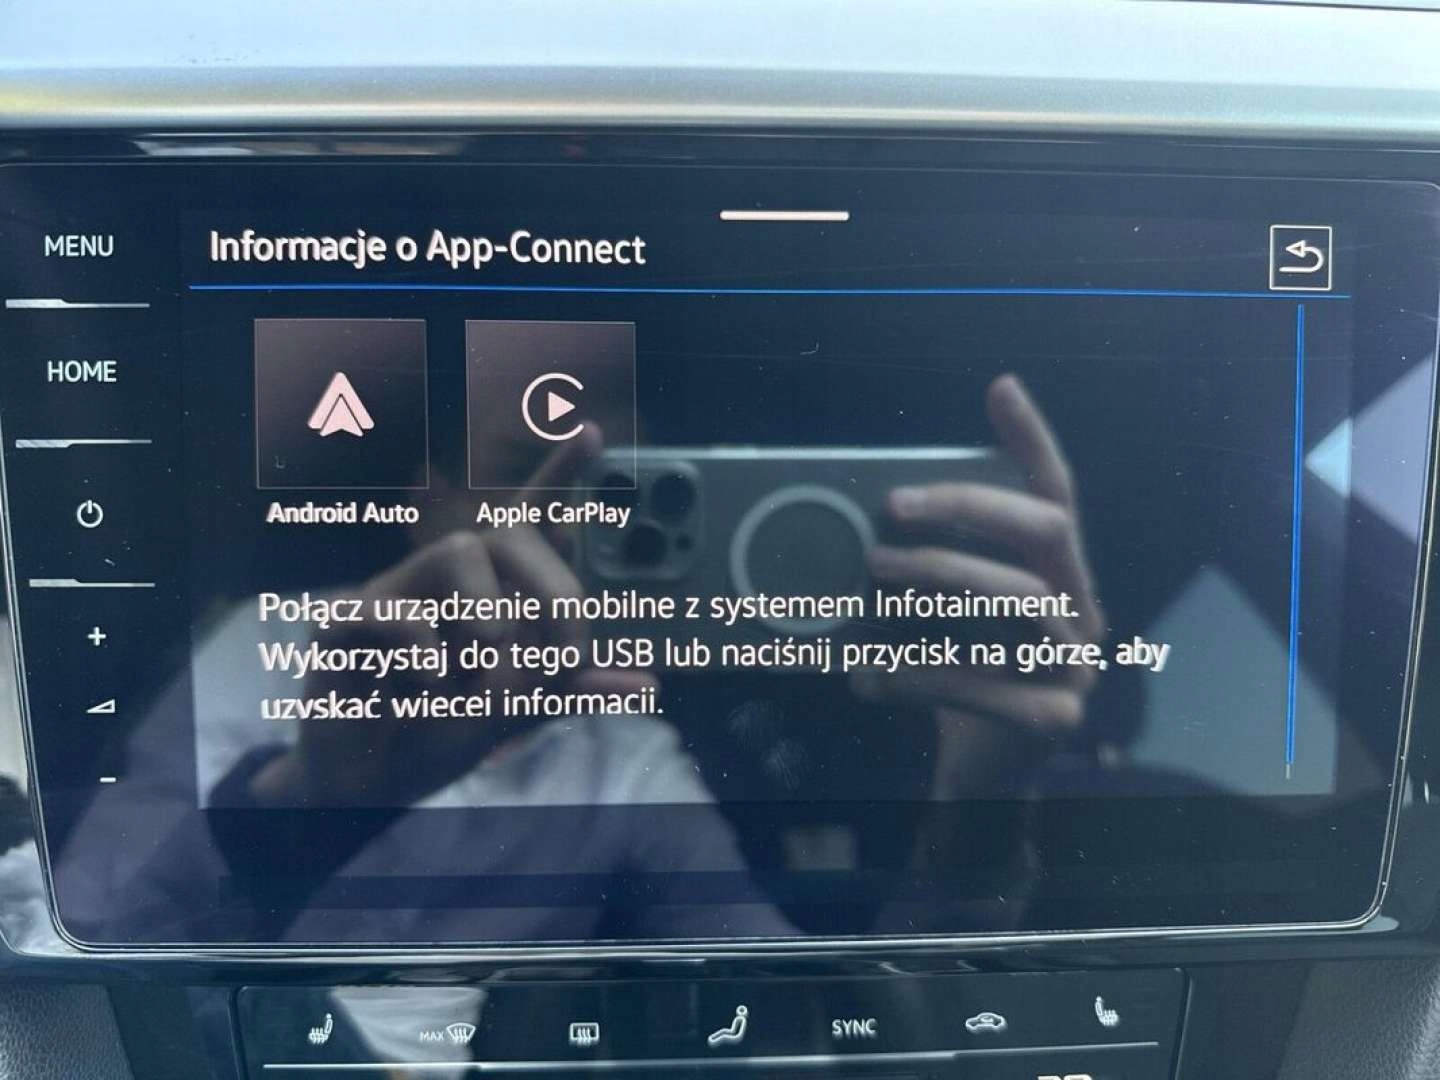 MENU
Informacje o App-Connect
HOME
Android Auto
Apple CarPlay
Połącz urządzenie mobilne z systemem Infotainment.
Wykorzystaj do tego USB lub naciśnij przycisk na górze, aby
uzyskać więcej informacji.
+
-
MAX
SYNC